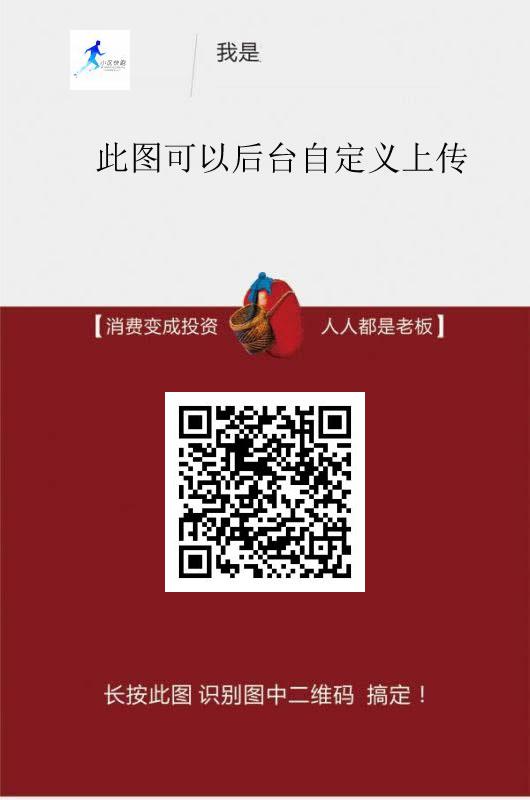 小区快跑
我是
此图可以后台自定义上传
【消费变成投资 人人都是老板】
长按此图 识别图中二维码 搞定！